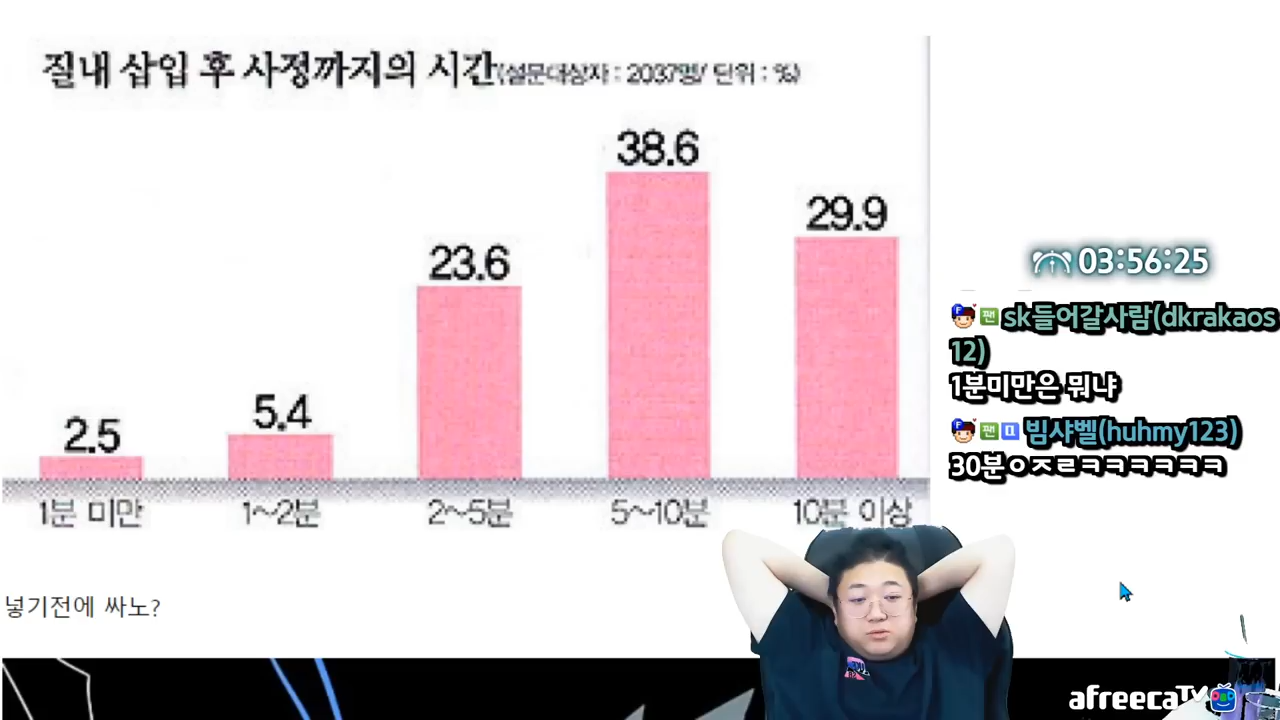 질내 삽입 후 사정까지의 시간(설문대상자 : 2037명/ 단위 : %)
2.5
5.4
23.6
38.6
29.9
1분 미만
1~2분
2~5분
5~10분
10분 이상
넣기전에 싸노?
03:56:25
팬 sk들어갈사람(dkrakaos
12)
1분미만은 뭐냐
팬 빔샤벨(huhmy123)
30분ㅇㅈㄹㅋㅋㅋㅋㅋㅋㅋ
afreecaTV